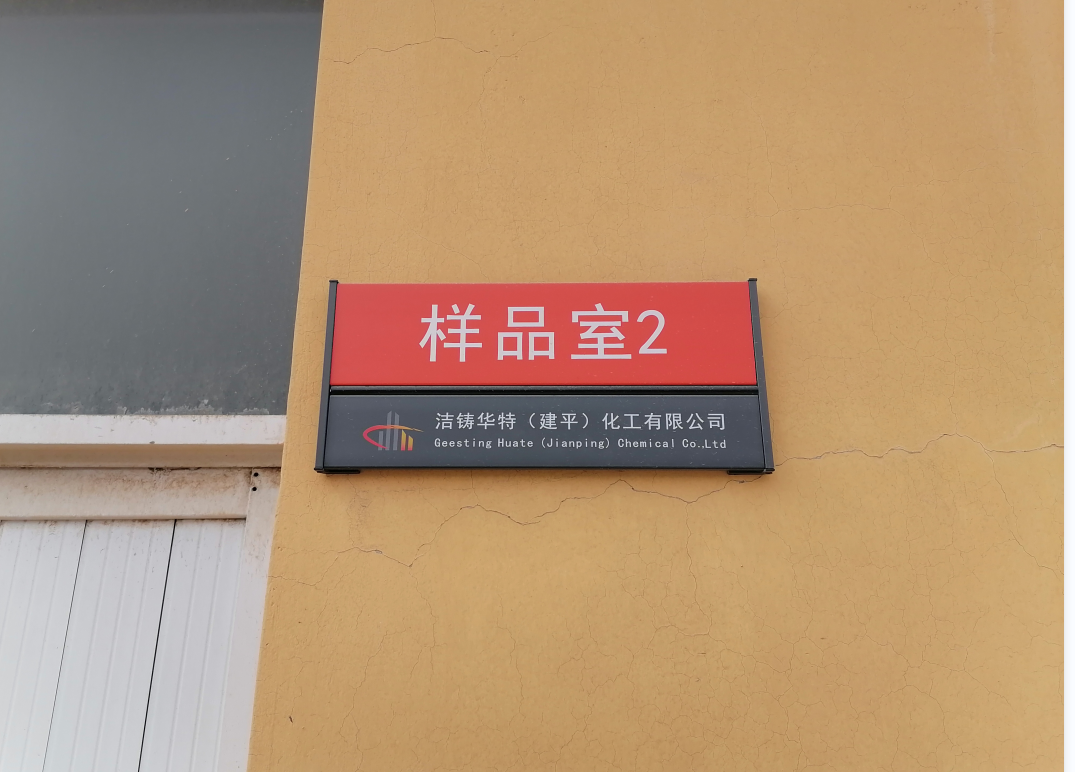 样品室2
洁铸华特（建平）化工有限公司
Geesting Huate (Jianping) Chemical Co.,Ltd